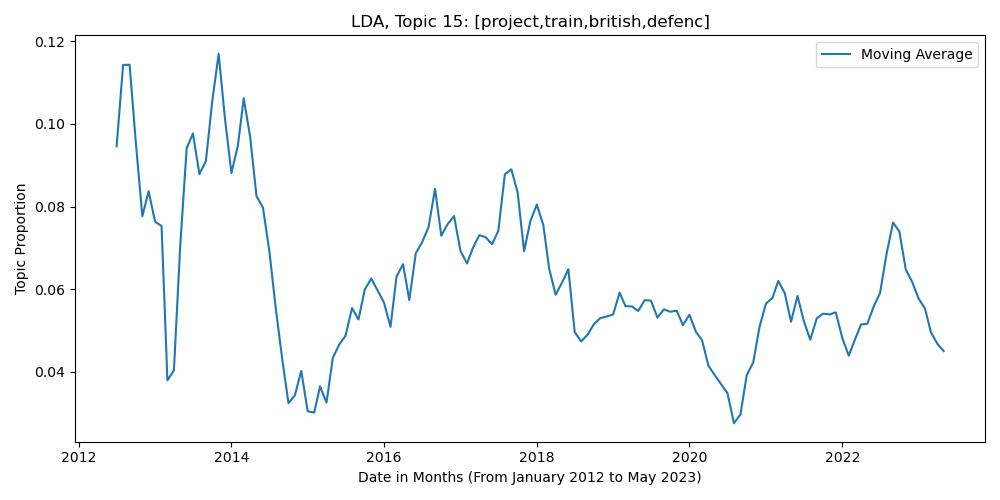 LDA, Topic 15: [project,train,british,defenc]
Moving Average
Topic Proportion
0.12
0.10
0.08
0.06
0.04
2012 2014 2016 2018 2020 2022
Date in Months (From January 2012 to May 2023)